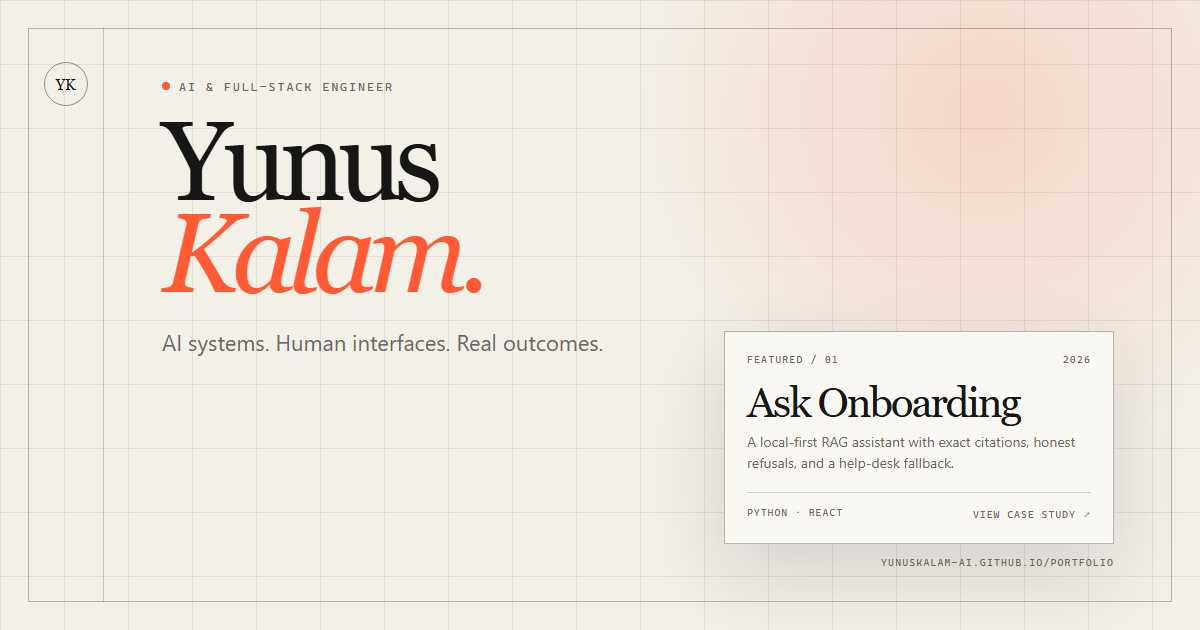 YK
AI & FULL-STACK ENGINEER
Yunus
Kalam.
AI systems. Human interfaces. Real outcomes.
FEATURED / 01
2026
Ask Onboarding
A local-first RAG assistant with exact citations, honest
refusals, and a help-desk fallback.
PYTHON · REACT
VIEW CASE STUDY ↗
YUNUSKALAM-AI.GITHUB.IO/PORTFOLIO